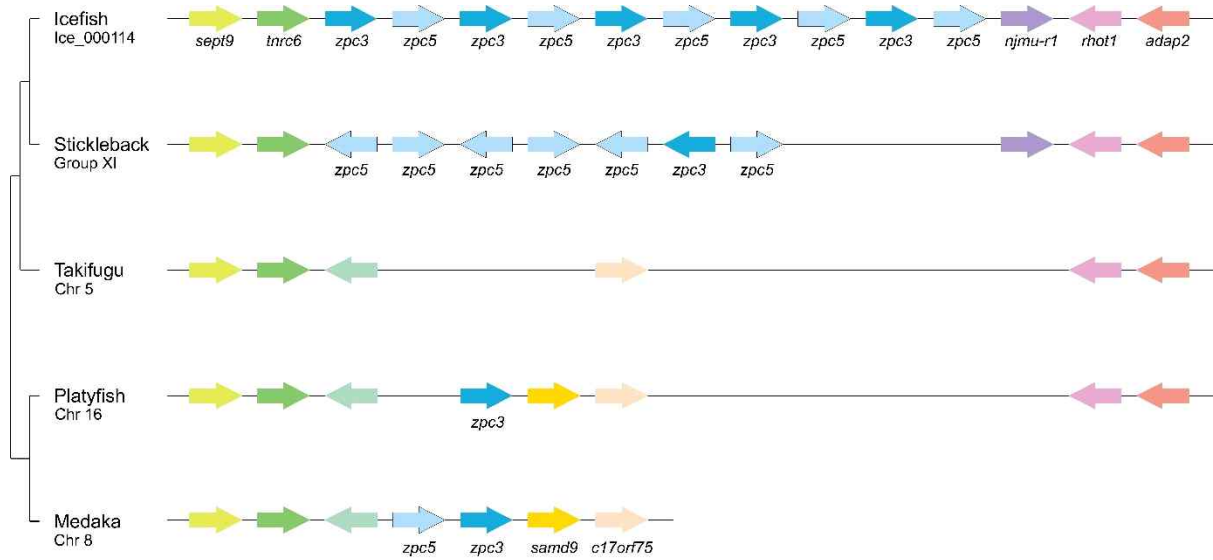 Icefish
Ice_000114
sept9 tnrc6 zpc3 zpc5 zpc3 zpc5 zpc3 zpc5 zpc3 zpc5 zpc3 zpc5 njmu-r1 rhot1 adap2
Stickleback
Group XI
zpc5 zpc5 zpc5 zpc5 zpc5 zpc3 zpc5
Takifugu
Chr 5
Platyfish
Chr 16
zpc3
Medaka
Chr 8
zpc5 zpc3 samd9 c17orf75